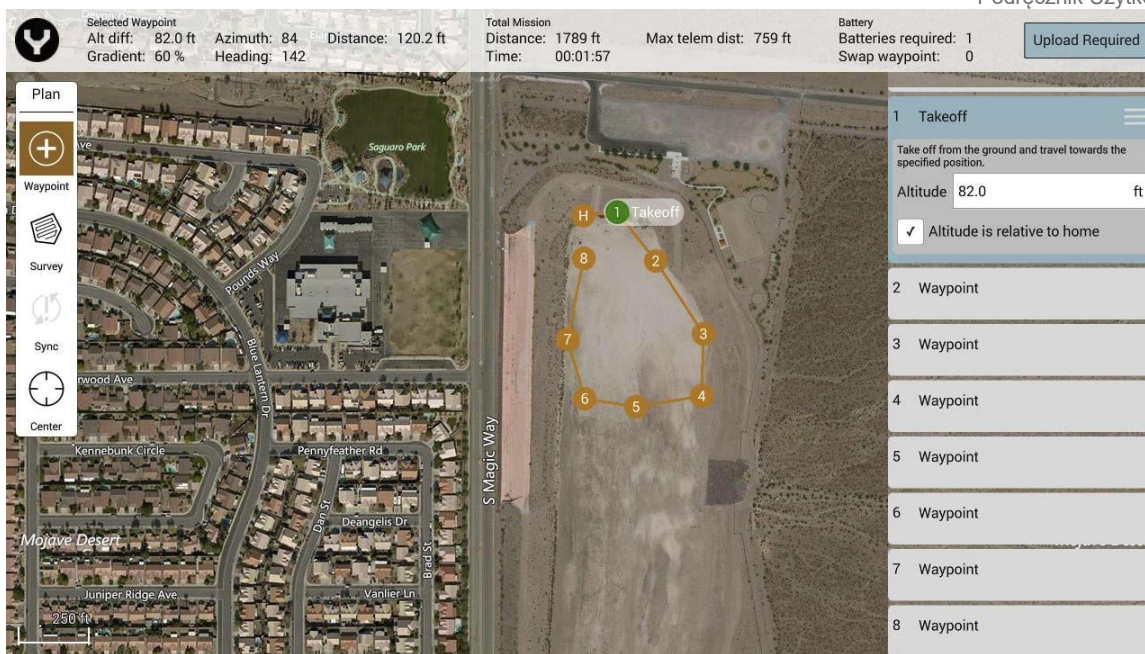 Selected Waypoint
Alt diff: 82.0 ft Azimuth: 84 Distance: 120.2 ft
Gradient: 60 % Heading: 142
Total Mission
Distance: 1789 ft Max telem dist: 759 ft
Time: 00:01:57
Battery
Batteries required: 1
Swap waypoint: 0
Upload Required
Plan
Waypoint
Survey
Sync
Center
Saguaro Park
Pounds Way
Blue Lantern Dr
rwood Ave
Kennebunk Circle
Pennyfeather Rd
Dan St
Deangelis Dr
Brad St
Mojave Desert
Juniper Ridge Ave
Vanlier Ln
250 ft
S Magic Way
H
1 Takeoff
2
3
4
5
6
7
8
1 Takeoff
Take off from the ground and travel towards the
specified position.
Altitude 82.0 ft
✓ Altitude is relative to home
2 Waypoint
3 Waypoint
4 Waypoint
5 Waypoint
6 Waypoint
7 Waypoint
8 Waypoint